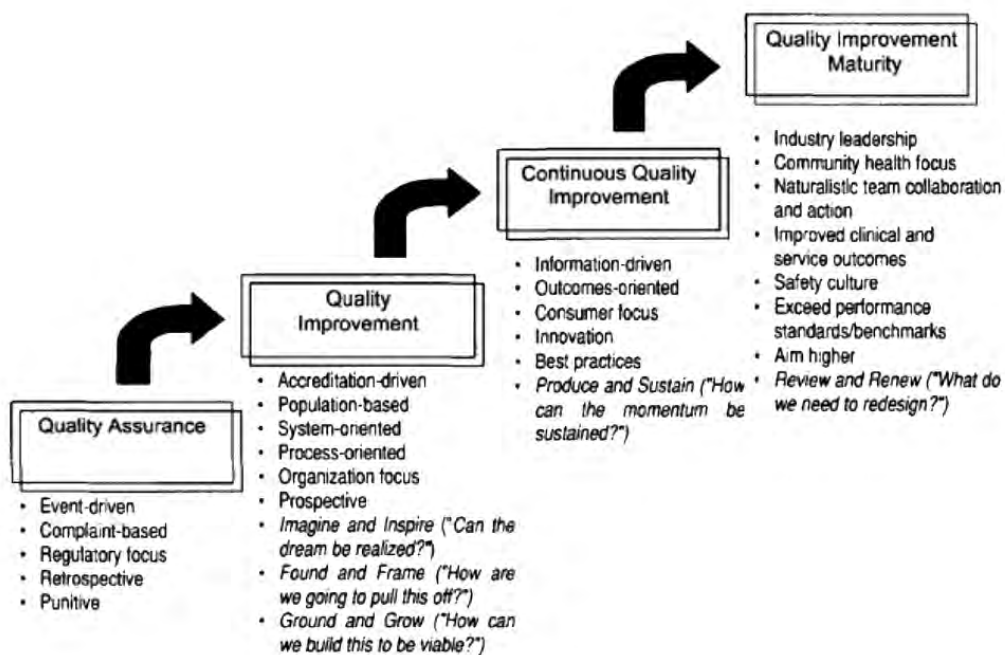 Quality Assurance
• Event-driven
• Complaint-based
• Regulatory focus
• Retrospective
• Punitive
Quality
Improvement
• Accreditation-driven
• Population-based
• System-oriented
• Process-oriented
• Organization focus
• Prospective
• Imagine and Inspire ("Can the
dream be realized?")
• Found and Frame ("How are
we going to pull this off?")
• Ground and Grow ("How can
we build this to be viable?")
Continuous Quality
Improvement
• Information-driven
• Outcomes-oriented
• Consumer focus
• Innovation
• Best practices
• Produce and Sustain ("How
can the momentum be
sustained?")
Quality Improvement
Maturity
• Industry leadership
• Community health focus
• Naturalistic team collaboration
and action
• Improved clinical and
service outcomes
• Safety culture
• Exceed performance
standards/benchmarks
• Aim higher
• Review and Renew ("What do
we need to redesign?")